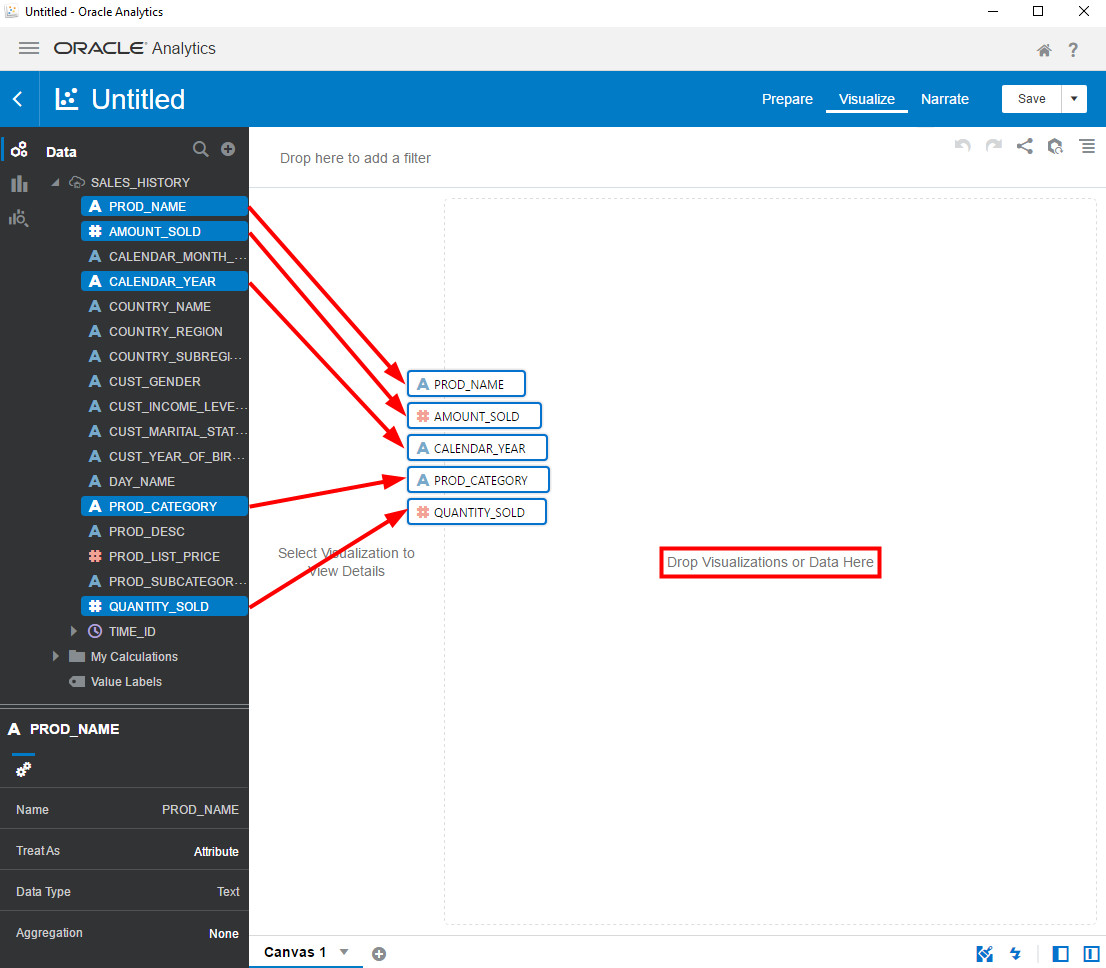 Untitled - Oracle Analytics
ORACLE Analytics
?
Untitled
Prepare
Visualize
Narrate
Save
Data
SALES_HISTORY
A PROD_NAME
# AMOUNT_SOLD
A CALENDAR_MONTH_...
A CALENDAR_YEAR
A COUNTRY_NAME
A COUNTRY_REGION
A COUNTRY_SUBREGI...
A CUST_GENDER
A CUST_INCOME_LEVE...
A CUST_MARITAL_STAT...
A CUST_YEAR_OF_BIR...
A DAY_NAME
A PROD_CATEGORY
A PROD_DESC
# PROD_LIST_PRICE
A PROD_SUBCATEGOR...
# QUANTITY_SOLD
TIME_ID
My Calculations
Value Labels
A PROD_NAME
Name PROD_NAME
Treat As Attribute
Data Type Text
Aggregation None
Drop here to add a filter
A PROD_NAME
# AMOUNT_SOLD
A CALENDAR_YEAR
A PROD_CATEGORY
# QUANTITY_SOLD
Select Visualization to
View Details
Drop Visualizations or Data Here
Canvas 1